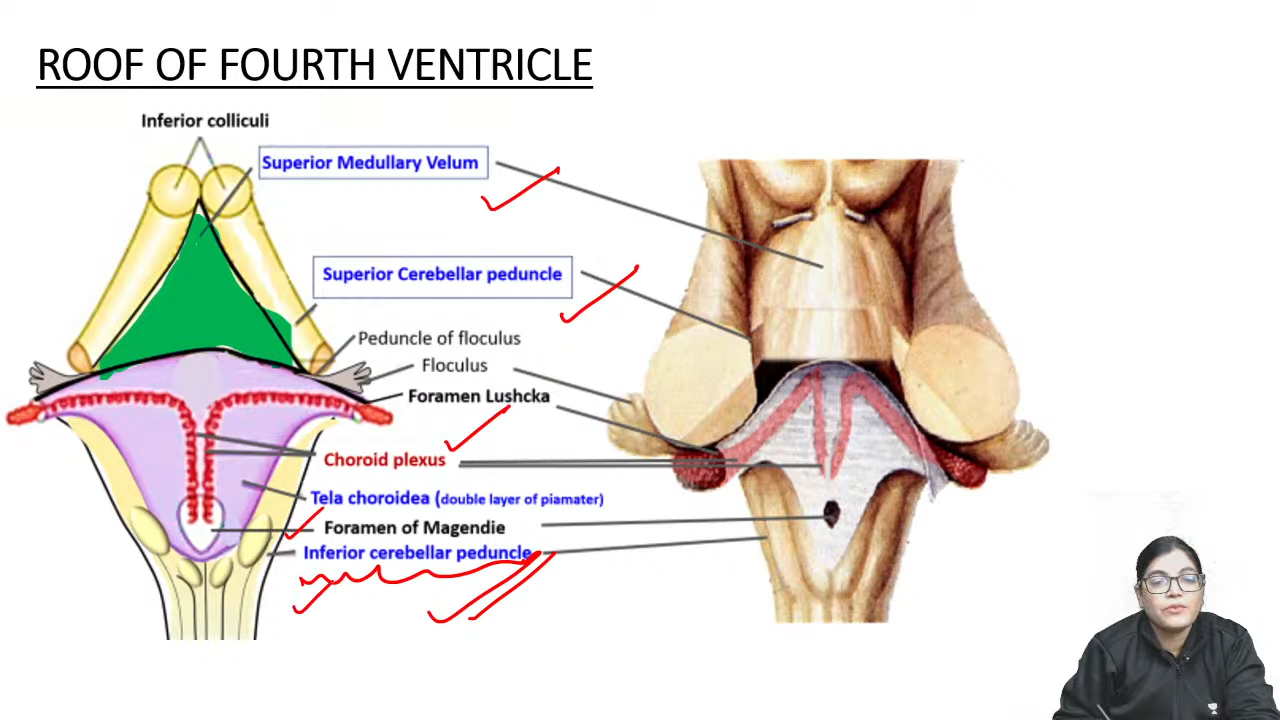 ROOF OF FOURTH VENTRICLE
Inferior colliculi
Superior Medullary Velum
Superior Cerebellar peduncle
Peduncle of floculus
Floculus
Foramen Lushcka
Choroid plexus
Tela choroidea (double layer of piamater)
Foramen of Magendie
Inferior cerebellar peduncle